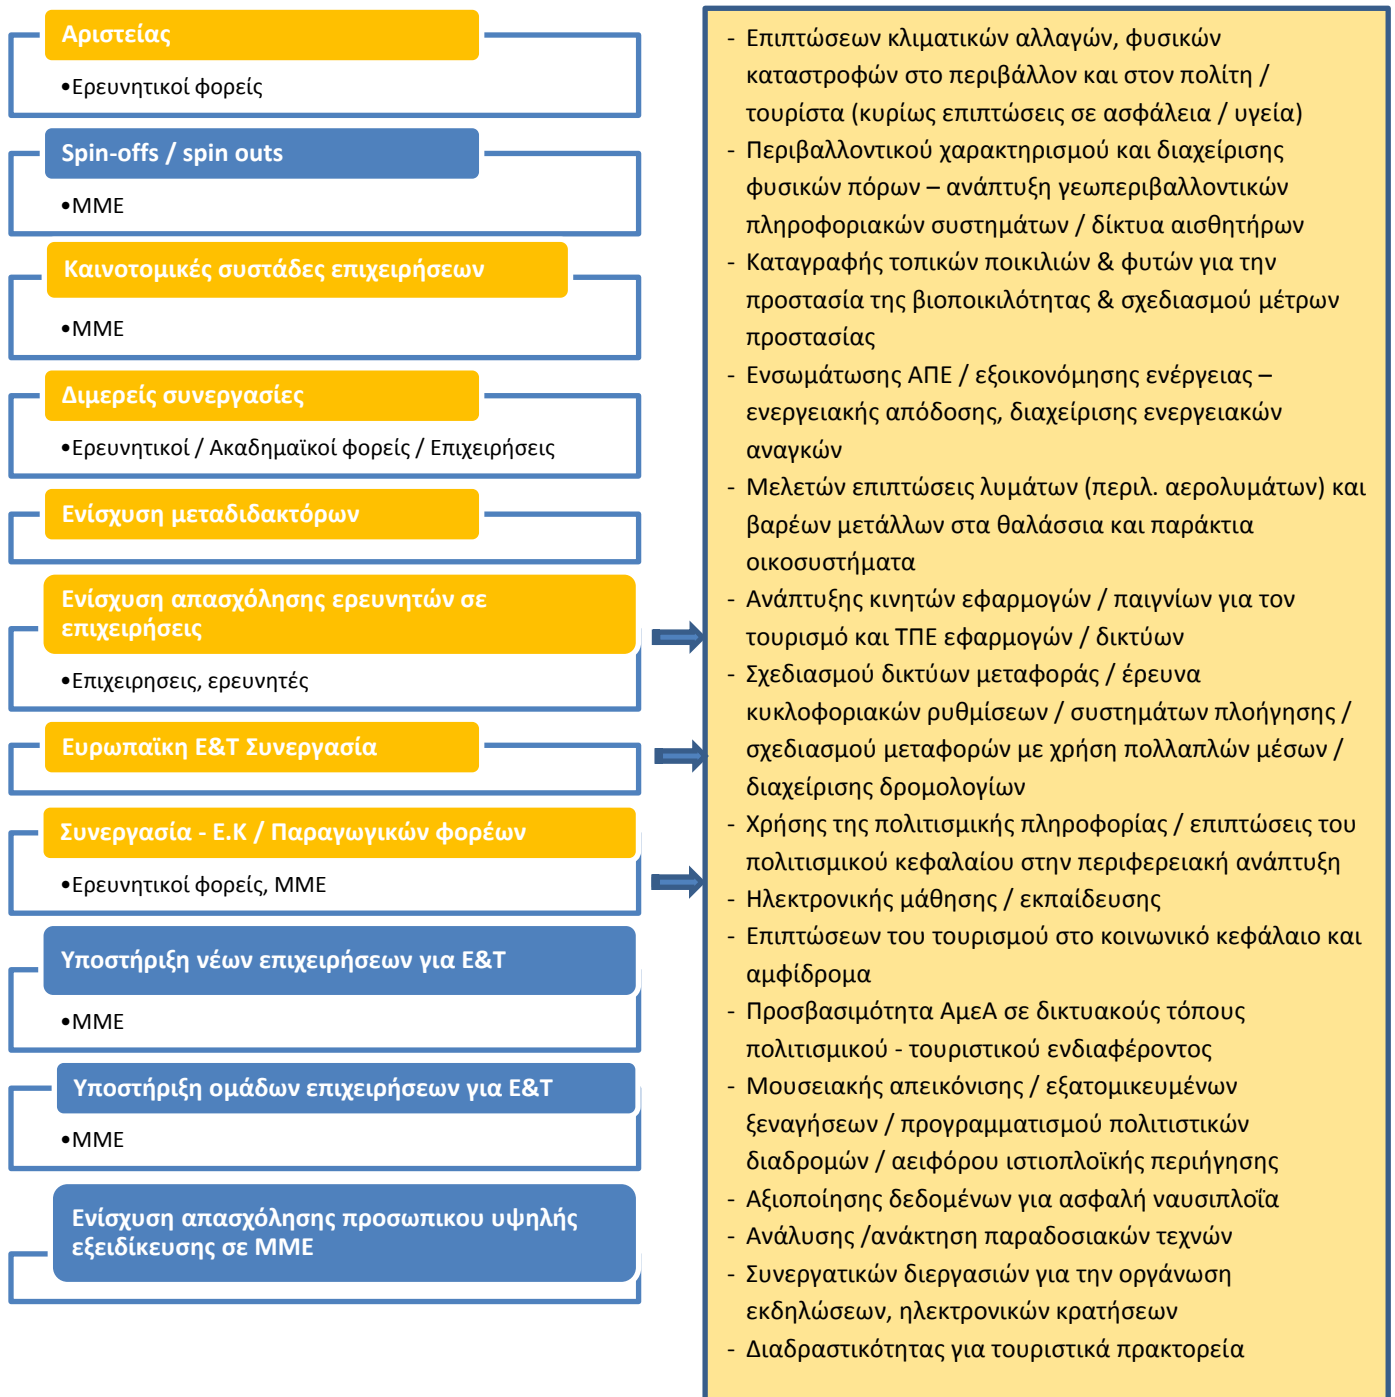 Αριστείας
•Ερευνητικοί φορείς
Spin-offs / spin outs
•ΜΜΕ
Καινοτομικές συστάδες επιχειρήσεων
•ΜΜΕ
Διμερείς συνεργασίες
•Ερευνητικοί / Ακαδημαϊκοί φορείς / Επιχειρήσεις
Ενίσχυση μεταδιδακτόρων
Ενίσχυση απασχόλησης ερευνητών σε
επιχειρήσεις
•Επιχειρησεις, ερευνητές
Ευρωπαϊκη Ε&Τ Συνεργασία
Συνεργασία - Ε.Κ / Παραγωγικών φορέων
•Ερευνητικοί φορείς, ΜΜΕ
Υποστήριξη νέων επιχειρήσεων για Ε&Τ
•ΜΜΕ
Υποστήριξη ομάδων επιχειρήσεων για Ε&Τ
•ΜΜΕ
Ενίσχυση απασχόλησης προσωπικου υψηλής
εξειδίκευσης σε ΜΜΕ
- Επιπτώσεων κλιματικών αλλαγών, φυσικών
καταστροφών στο περιβάλλον και στον πολίτη /
τουρίστα (κυρίως επιπτώσεις σε ασφάλεια / υγεία)
- Περιβαλλοντικού χαρακτηρισμού και διαχείρισης
φυσικών πόρων – ανάπτυξη γεωπεριβαλλοντικών
πληροφοριακών συστημάτων / δίκτυα αισθητήρων
- Καταγραφής τοπικών ποικιλιών & φυτών για την
προστασία της βιοποικιλότητας & σχεδιασμού μέτρων
προστασίας
- Ενσωμάτωσης ΑΠΕ / εξοικονόμησης ενέργειας –
ενεργειακής απόδοσης, διαχείρισης ενεργειακών
αναγκών
- Μελετών επιπτώσεις λυμάτων (περιλ. αερολυμάτων) και
βαρέων μετάλλων στα θαλάσσια και παράκτια
οικοσυστήματα
- Ανάπτυξης κινητών εφαρμογών / παιγνίων για τον
τουρισμό και ΤΠΕ εφαρμογών / δικτύων
- Σχεδιασμού δικτύων μεταφοράς / έρευνα
κυκλοφοριακών ρυθμίσεων / συστημάτων πλοήγησης /
σχεδιασμού μεταφορών με χρήση πολλαπλών μέσων /
διαχείρισης δρομολογίων
- Χρήσης της πολιτισμικής πληροφορίας / επιπτώσεις του
πολιτισμικού κεφαλαίου στην περιφερειακή ανάπτυξη
- Ηλεκτρονικής μάθησης / εκπαίδευσης
- Επιπτώσεων του τουρισμού στο κοινωνικό κεφάλαιο και
αμφίδρομα
- Προσβασιμότητα ΑμεΑ σε δικτυακούς τόπους
πολιτισμικού - τουριστικού ενδιαφέροντος
- Μουσειακής απεικόνισης / εξατομικευμένων
ξεναγήσεων / προγραμματισμού πολιτιστικών
διαδρομών / αειφόρου ιστιοπλοϊκής περιήγησης
- Αξιοποίησης δεδομένων για ασφαλή ναυσιπλοΐα
- Ανάλυσης /ανάκτηση παραδοσιακών τεχνών
- Συνεργατικών διεργασιών για την οργάνωση
εκδηλώσεων, ηλεκτρονικών κρατήσεων
- Διαδραστικότητας για τουριστικά πρακτορεία